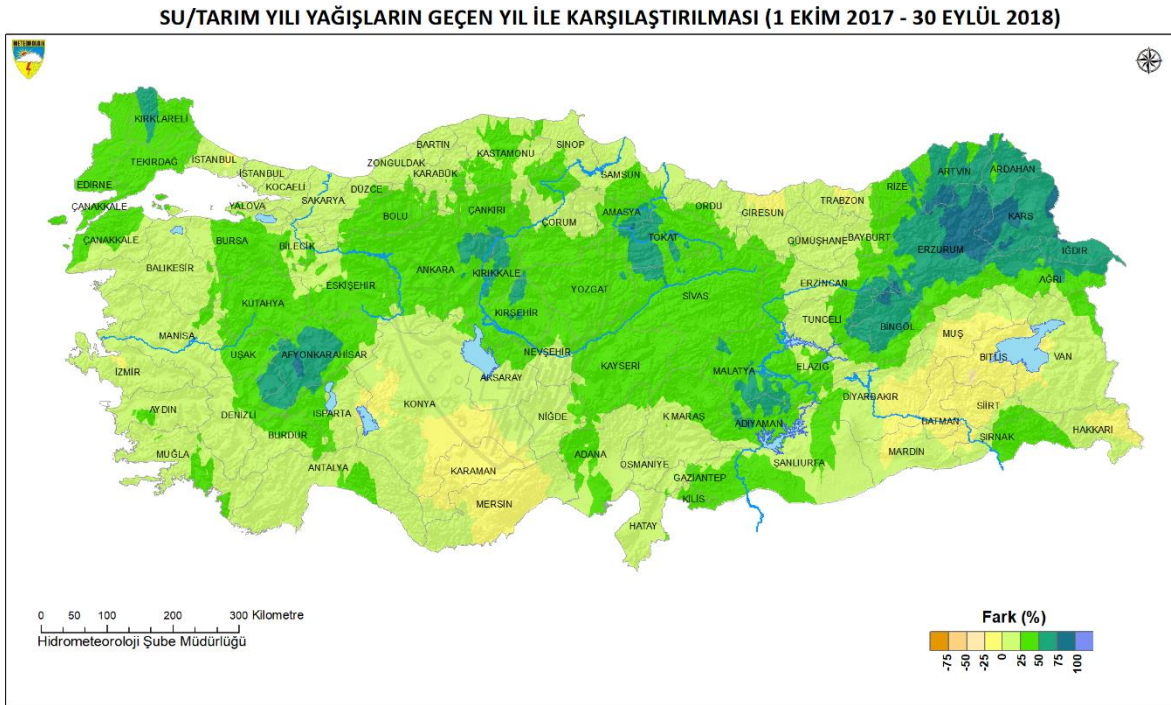 SU/TARIM YILI YAĞIŞLARIN GEÇEN YIL İLE KARŞILAŞTIRILMASI (1 EKİM 2017 - 30 EYLÜL 2018)
METEOROLOJİ
KIRKLARELİ
TEKİRDAĞ
İSTANBUL
EDİRNE
ÇANAKKALE
ÇANAKKALE
İSTANBUL
KOCAELİ
YALOVA
SAKARYA
DÜZCE
ZONGULDAK
BARTIN
KARABÜK
KASTAMONU
SİNOP
SAMSUN
BOLU
ÇANKIRI
ÇORUM
AMASYA
ORDU
GİRESUN
TRABZON
RİZE
ARTVİN
ARDAHAN
TOKAT
GÜMÜŞHANE
BAYBURT
ERZURUM
KARS
IĞDIR
BURSA
BİLECİK
BALIKESİR
ESKİŞEHİR
ANKARA
KIRIKKALE
YOZGAT
SİVAS
ERZİNCAN
AĞRI
KÜTAHYA
KIRŞEHİR
TUNCELİ
BİNGÖL
MUŞ
MANİSA
UŞAK
AFYONKARAHİSAR
NEVŞEHİR
KAYSERİ
MALATYA
ELAZIĞ
BİTLİS
VAN
İZMİR
AKSARAY
AYDIN
DENİZLİ
ISPARTA
KONYA
NİĞDE
K.MARAŞ
ADIYAMAN
DİYARBAKIR
SİİRT
BATMAN
BURDUR
MUĞLA
ANTALYA
KARAMAN
ADANA
OSMANİYE
GAZİANTEP
ŞANLIURFA
MARDİN
ŞIRNAK
HAKKARİ
MERSİN
KİLİS
HATAY
0 50 100 200 300 Kilometre
Hidrometeoroloji Şube Müdürlüğü
Fark (%)
-75 -50 -25 0 25 50 75 100